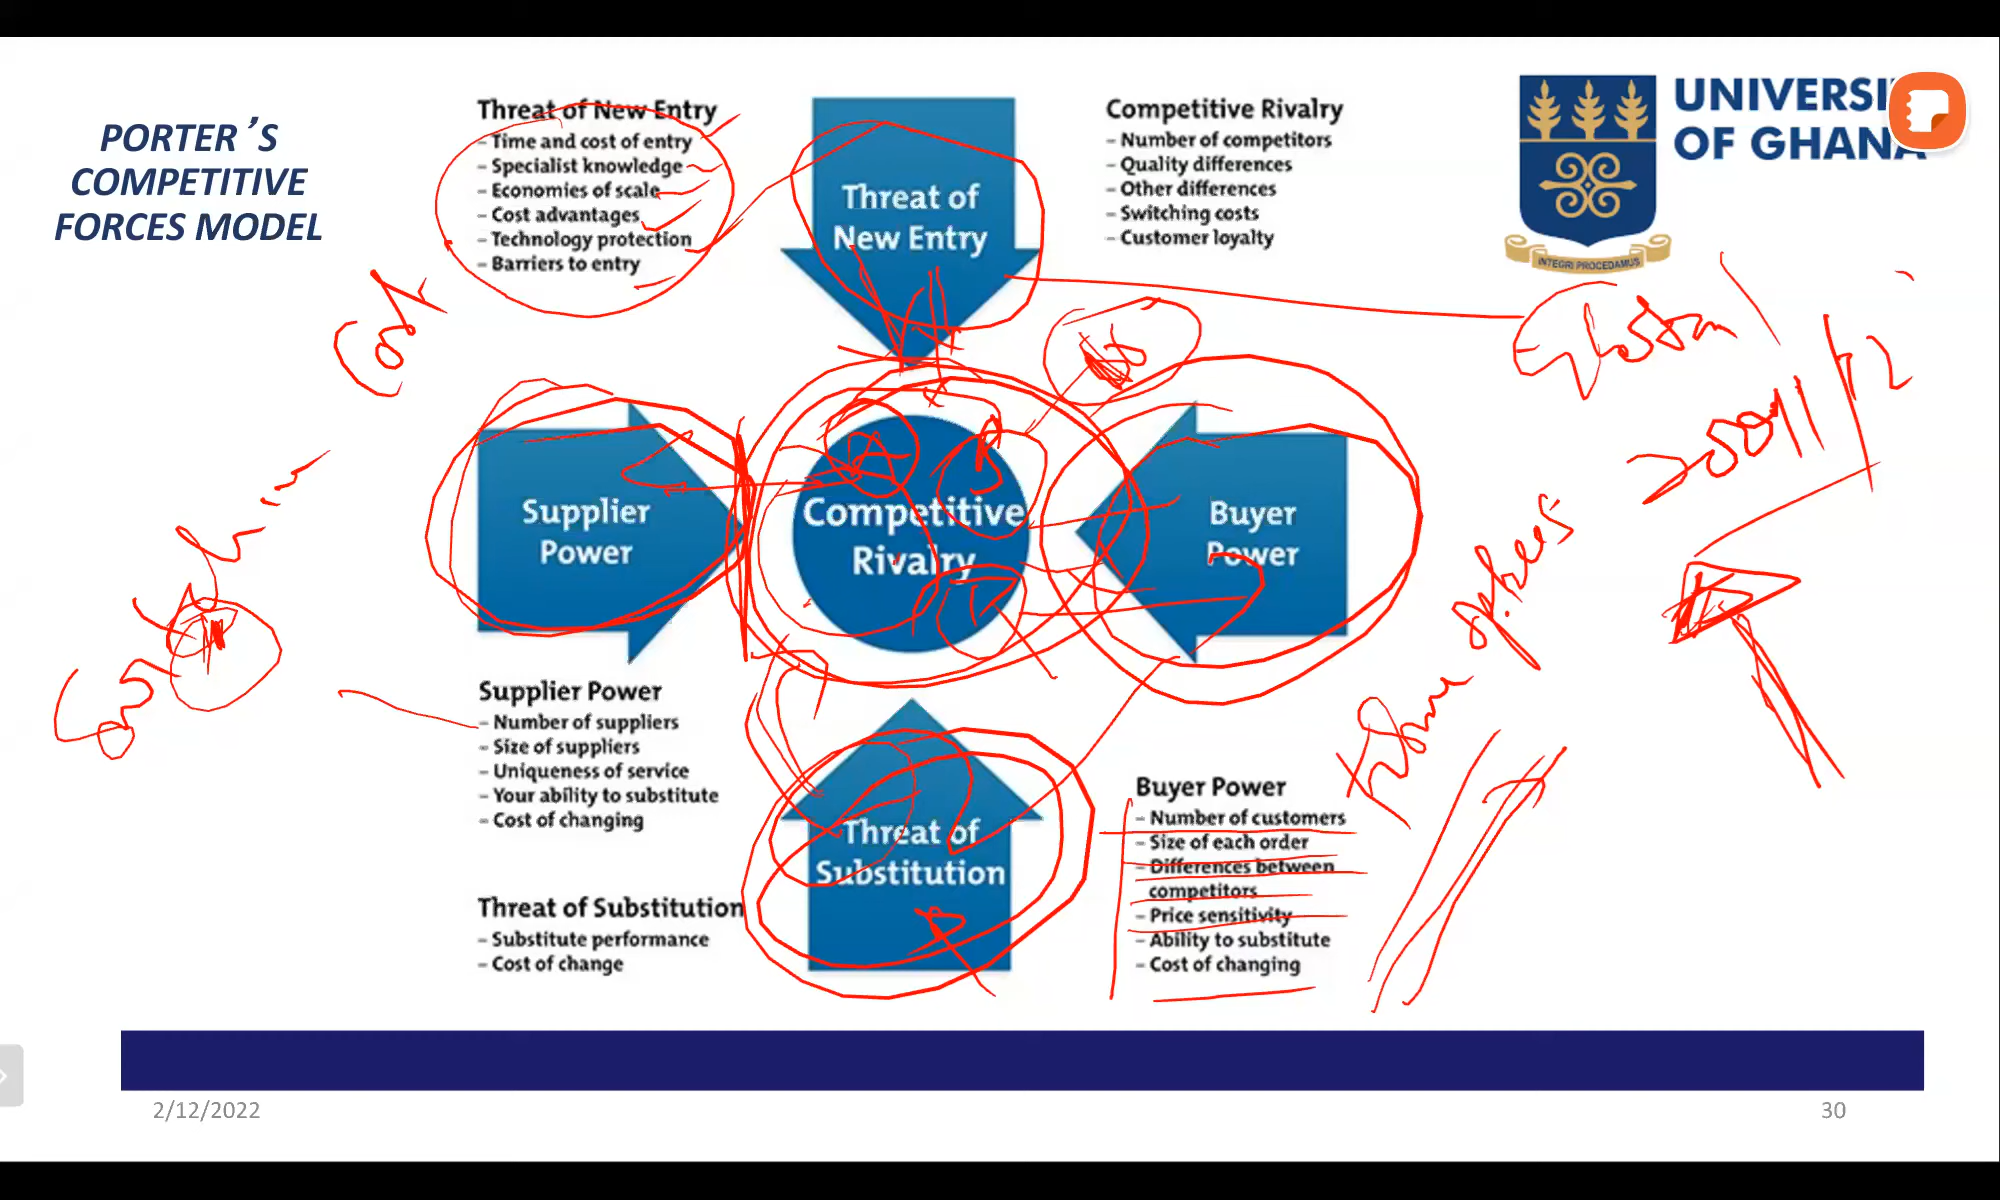 PORTER'S
COMPETITIVE
FORCES MODEL
Threat of New Entry
- Time and cost of entry
- Specialist knowledge
- Economies of scale
- Cost advantages
- Technology protection
- Barriers to entry
Threat of
New Entry
Competitive Rivalry
- Number of competitors
- Quality differences
- Other differences
- Switching costs
- Customer loyalty
UNIVERSI
OF GHANA
INTEGRI PROCEDAMUS
Supplier
Power
Competitive
Rivalry
Buyer
Power
Supplier Power
- Number of suppliers
- Size of suppliers
- Uniqueness of service
- Your ability to substitute
- Cost of changing
Threat of Substitution
- Substitute performance
- Cost of change
Threat of
Substitution
Buyer Power
- Number of customers
- Size of each order
- Differences between
competitors
- Price sensitivity
- Ability to substitute
- Cost of changing
2/12/2022
30